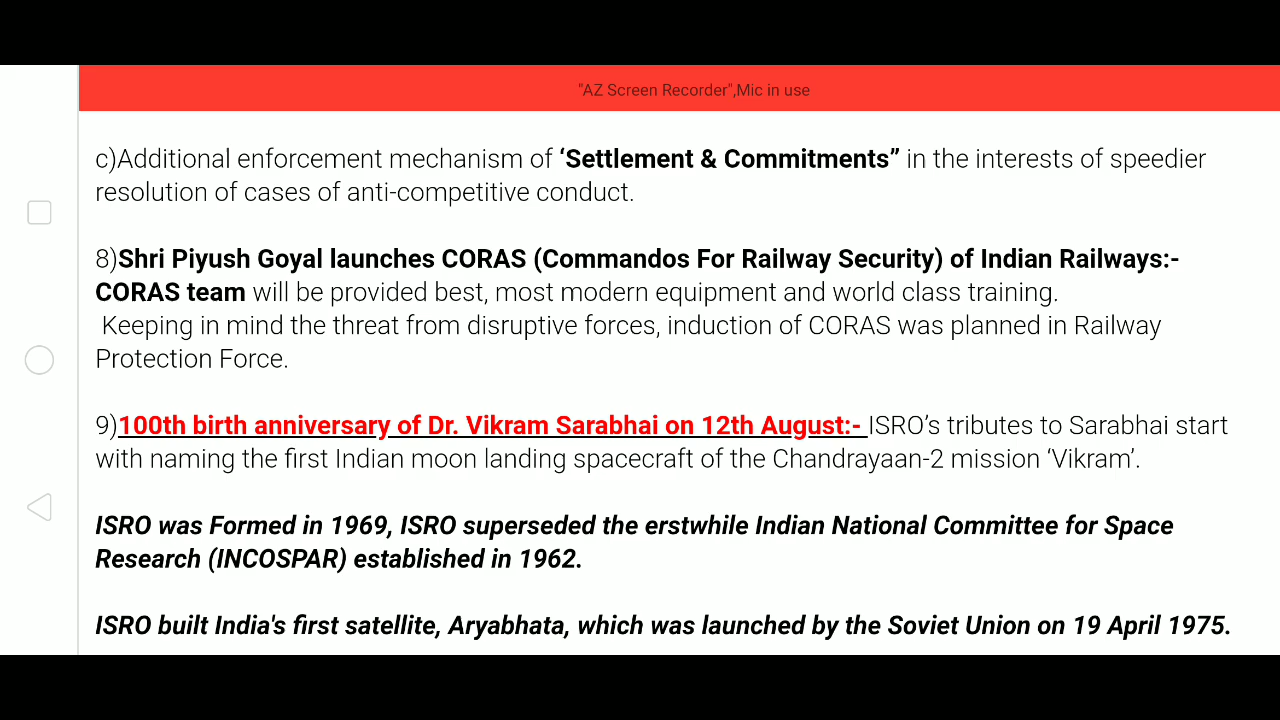 "AZ Screen Recorder",Mic in use
c)Additional enforcement mechanism of ‘Settlement & Commitments” in the interests of speedier
resolution of cases of anti-competitive conduct.
8)Shri Piyush Goyal launches CORAS (Commandos For Railway Security) of Indian Railways:-
CORAS team will be provided best, most modern equipment and world class training.
Keeping in mind the threat from disruptive forces, induction of CORAS was planned in Railway
Protection Force.
9)100th birth anniversary of Dr. Vikram Sarabhai on 12th August:- ISRO’s tributes to Sarabhai start
with naming the first Indian moon landing spacecraft of the Chandrayaan-2 mission ‘Vikram’.
ISRO was Formed in 1969, ISRO superseded the erstwhile Indian National Committee for Space
Research (INCOSPAR) established in 1962.
ISRO built India's first satellite, Aryabhata, which was launched by the Soviet Union on 19 April 1975.